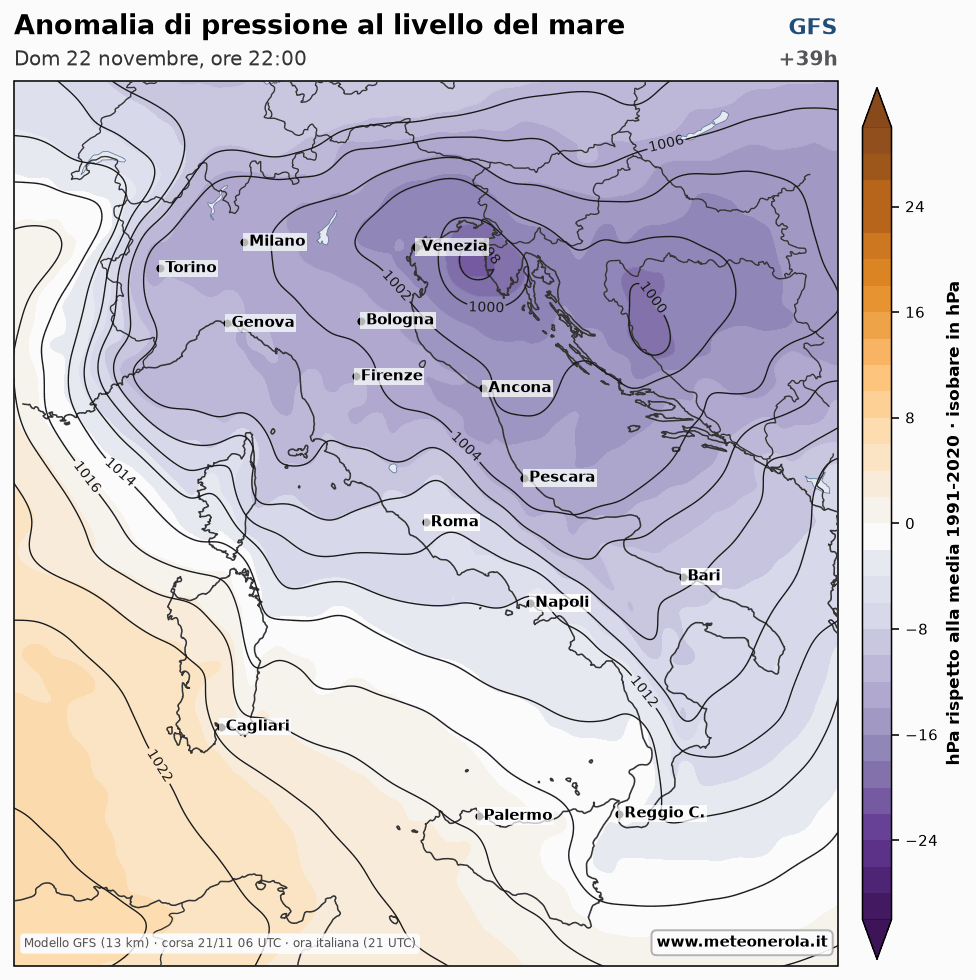 Anomalia di pressione al livello del mare
GFS
Dom 22 novembre, ore 22:00
+39h
1006
Milano
Venezia
Torino
98
1002
1000
1000
Genova
Bologna
Firenze
Ancona
1004
1016
1014
Pescara
Roma
Bari
Napoli
1012
Cagliari
1022
Palermo
Reggio C.
24
16
8
0
−8
−16
−24
hPa rispetto alla media 1991-2020 · isobare in hPa
Modello GFS (13 km) · corsa 21/11 06 UTC · ora italiana (21 UTC)
www.meteonerola.it